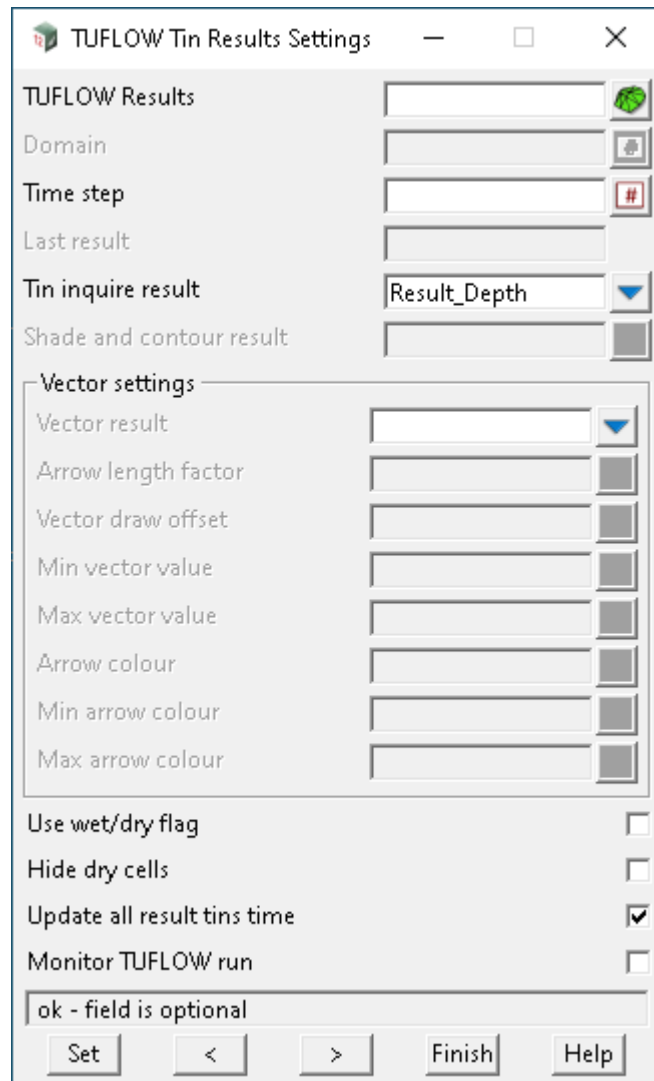 TUFLOW Tin Results Settings
TUFLOW Results
Domain
Time step
#
Last result
Tin inquire result Result_Depth
Shade and contour result
Vector settings
Vector result
Arrow length factor
Vector draw offset
Min vector value
Max vector value
Arrow colour
Min arrow colour
Max arrow colour
Use wet/dry flag
Hide dry cells
Update all result tins time
Monitor TUFLOW run
ok - field is optional
Set < > Finish Help